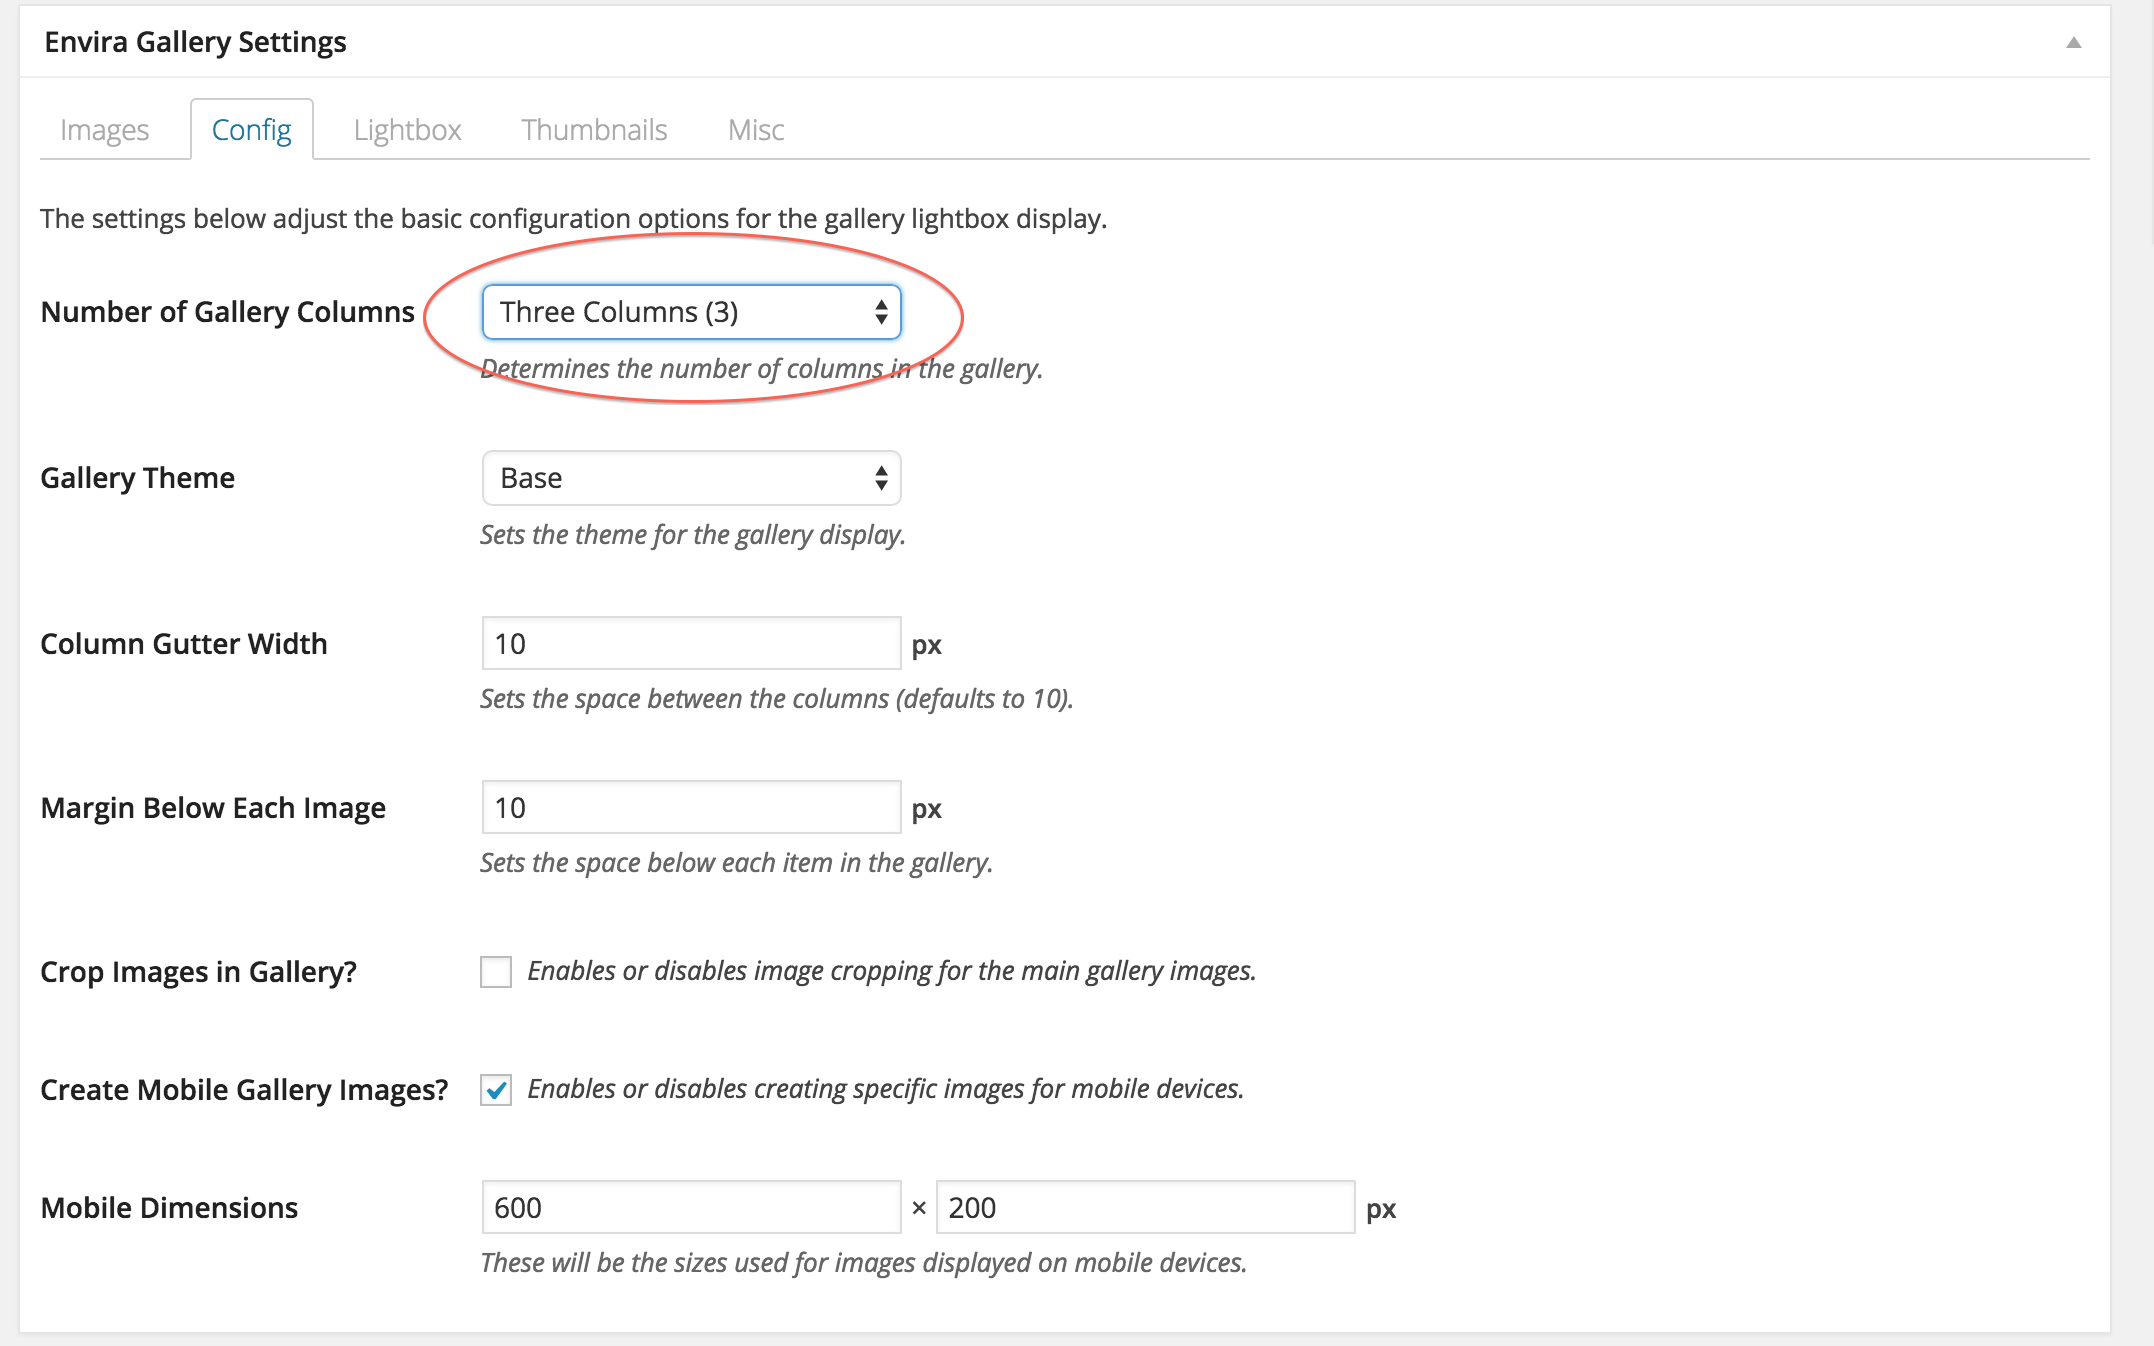 Envira Gallery Settings
Images Config Lightbox Thumbnails Misc
The settings below adjust the basic configuration options for the gallery lightbox display.
Number of Gallery Columns Three Columns (3)
Determines the number of columns in the gallery.
Gallery Theme Base
Sets the theme for the gallery display.
Column Gutter Width 10 px
Sets the space between the columns (defaults to 10).
Margin Below Each Image 10 px
Sets the space below each item in the gallery.
Crop Images in Gallery? Enables or disables image cropping for the main gallery images.
Create Mobile Gallery Images? Enables or disables creating specific images for mobile devices.
Mobile Dimensions 600 × 200 px
These will be the sizes used for images displayed on mobile devices.